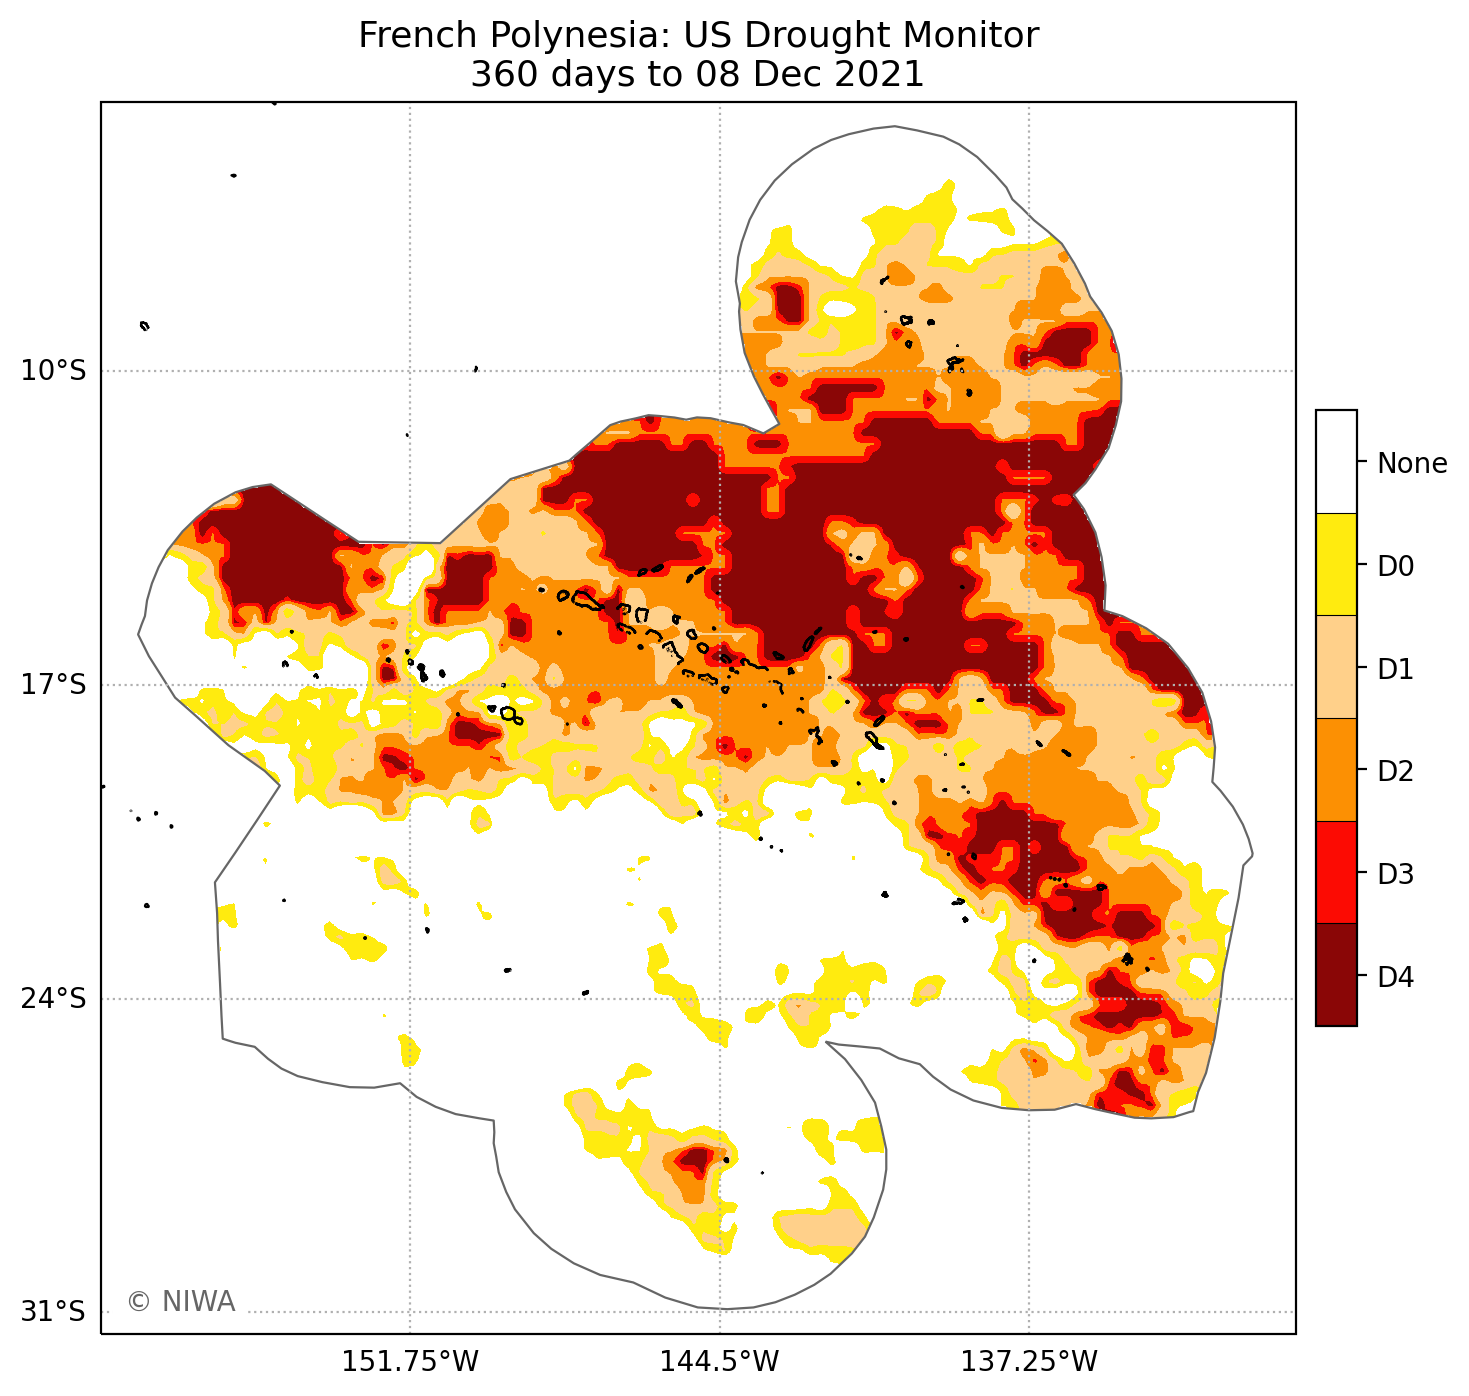 French Polynesia: US Drought Monitor
360 days to 08 Dec 2021
10°S
17°S
24°S
31°S
151.75°W
144.5°W
137.25°W
None
D0
D1
D2
D3
D4
© NIWA